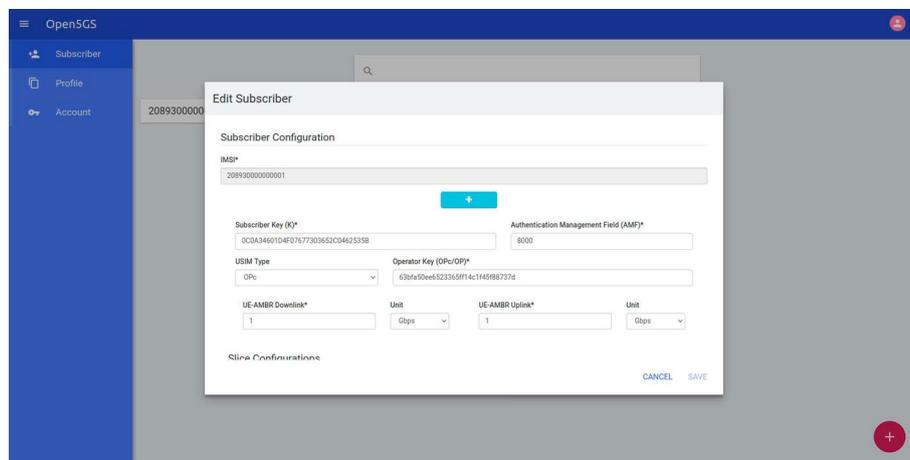 Open5GS
Subscriber
Profile
Account
2089300000
Edit Subscriber
Subscriber Configuration
IMSI*
208930000000001
+
Subscriber Key (K)*
Authentication Management Field (AMF)*
0C0A34601D4F07677303652C0462535B
8000
USIM Type
Operator Key (OPc/OP)*
OPc
63bfa50ee6523365ff14c1f45f88737d
UE-AMBR Downlink*
Unit
UE-AMBR Uplink*
Unit
1
Gbps
1
Gbps
Slice Configurations
CANCEL SAVE
+